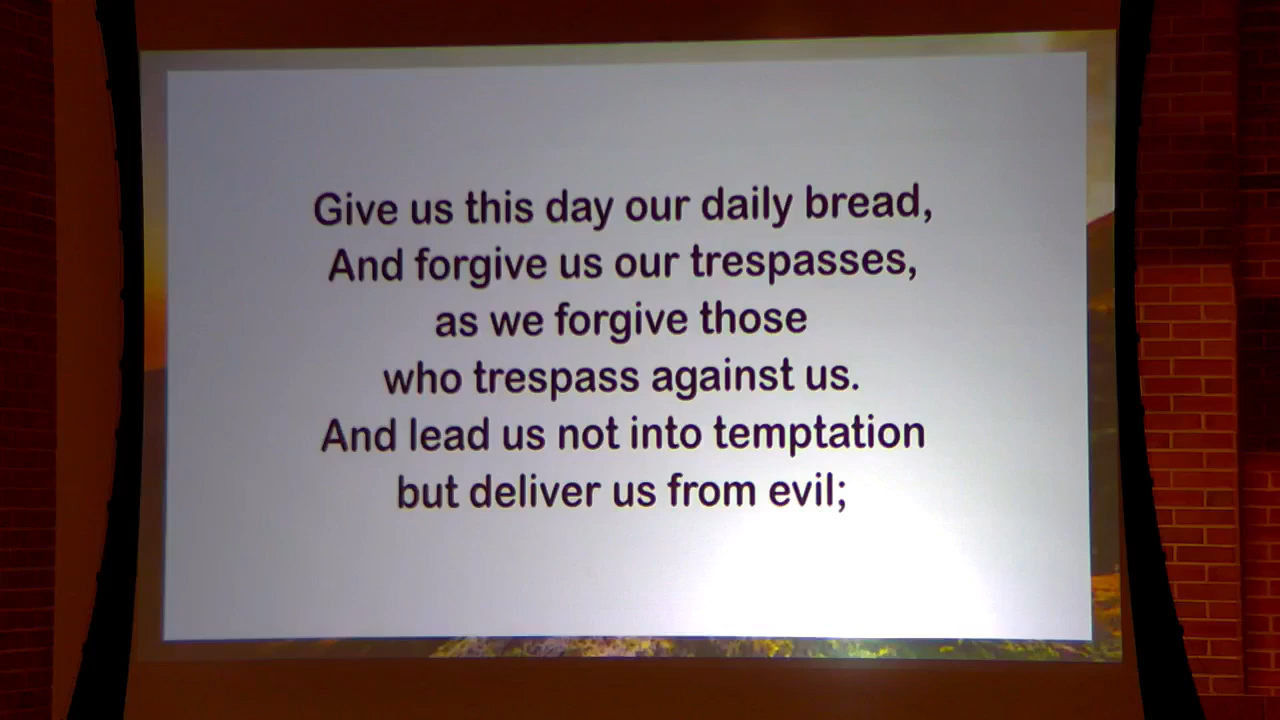 Give us this day our daily bread,
And forgive us our trespasses,
as we forgive those
who trespass against us.
And lead us not into temptation
but deliver us from evil;